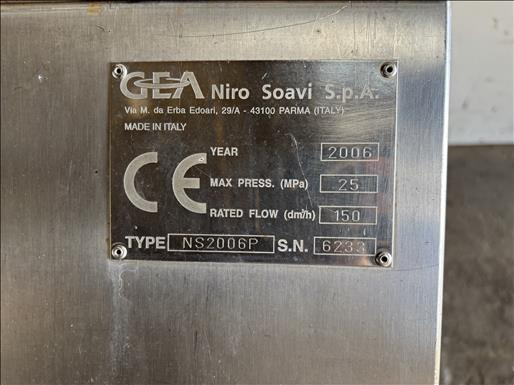 GEA Niro Soavi S.p.A.
Via M. da Erba Edoari, 29/A - 43100 PARMA (ITALY)
MADE IN ITALY
CE
YEAR 2006
MAX PRESS. (MPa) 25
RATED FLOW (dm³/h) 150
TYPE NS2006P S.N. 6233